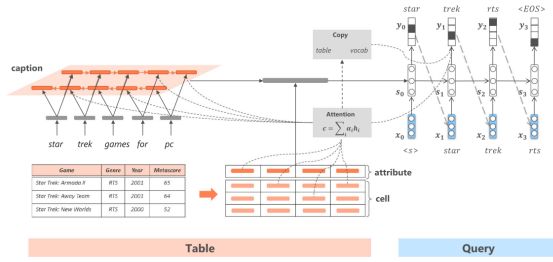 star trek rts <EOS>
y₀ y₁ y₂ y₃
Copy
table vocab
caption
s₀ s₁ s₂ s₃
Attention
c = ∑ᵢ aᵢhᵢ
star trek games for pc
x₀ x₁ x₂ x₃
<s> star trek rts
Game Genre Year Metascore
Star Trek: Armada II RTS 2001 65
Star Trek: Away Team RTS 2001 64
Star Trek: New Worlds RTS 2000 52
attribute
cell
Table Query